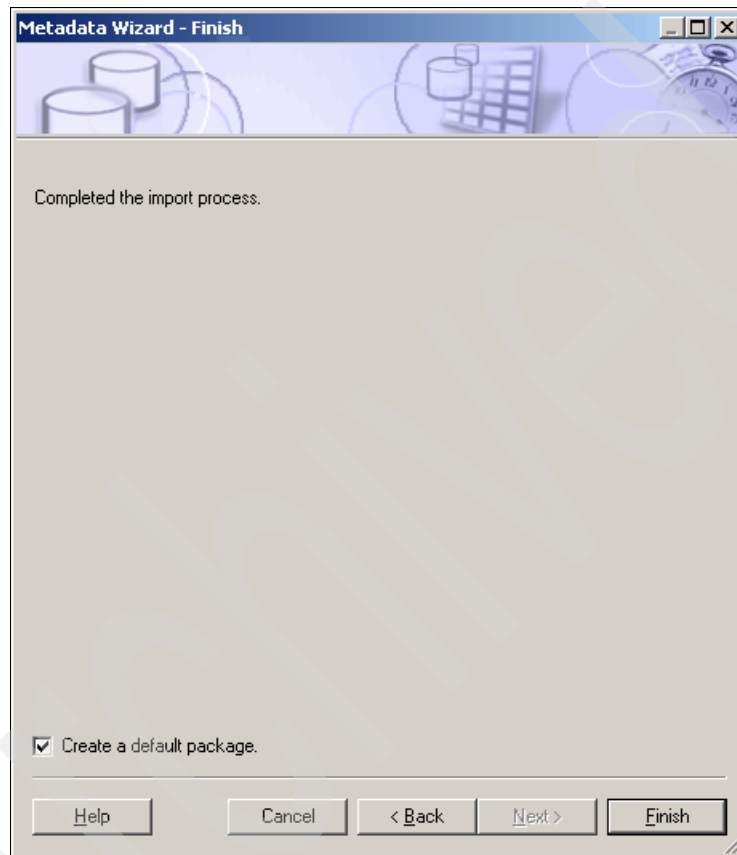 Metadata Wizard - Finish
Completed the import process.
Create a default package.
Help Cancel < Back Next > Finish